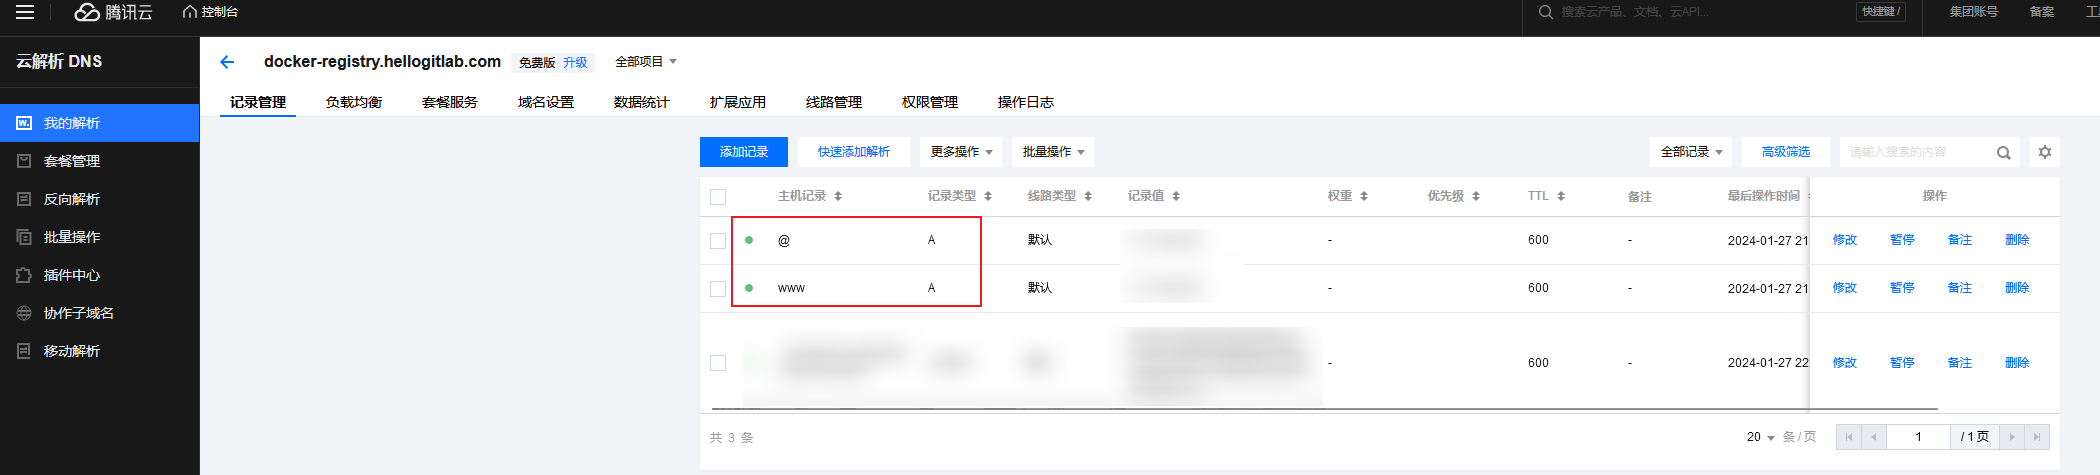 腾讯云 控制台 搜索云产品、文档、云API... 快捷键 / 集团账号 备案
云解析 DNS
我的解析
套餐管理
反向解析
批量操作
插件中心
协作子域名
移动解析
docker-registry.hellogitlab.com 免费版 升级 全部项目
记录管理 负载均衡 套餐服务 域名设置 数据统计 扩展应用 线路管理 权限管理 操作日志
添加记录 快速添加解析 更多操作 批量操作 全部记录 高级筛选 请输入搜索的内容
主机记录 记录类型 线路类型 记录值 权重 优先级 TTL 备注 最后操作时间 操作
@ A 默认 - 600 - 2024-01-27 21 修改 暂停 备注 删除
www A 默认 - 600 - 2024-01-27 21 修改 暂停 备注 删除
- 600 - 2024-01-27 22 修改 暂停 备注 删除
共 3 条 20 条 / 页 1 / 1 页